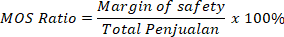 MOS Ratio = Margin of safety / Total Penjualan x 100%